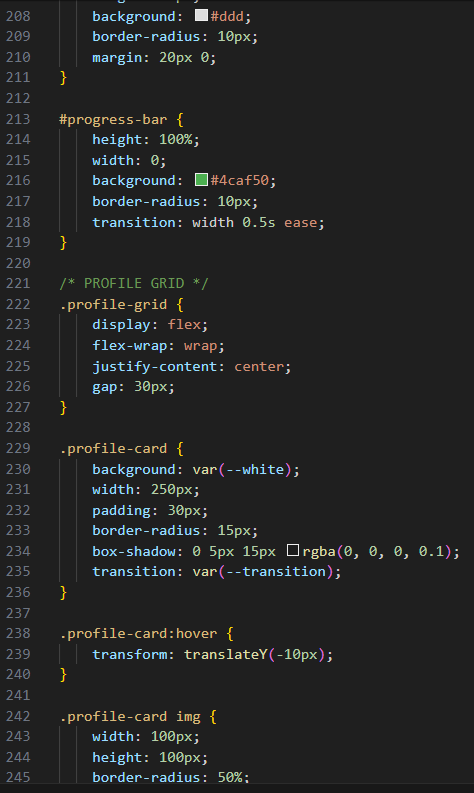 208 background: #ddd;
209 border-radius: 10px;
210 margin: 20px 0;
211 }
212
213 #progress-bar {
214 height: 100%;
215 width: 0;
216 background: #4caf50;
217 border-radius: 10px;
218 transition: width 0.5s ease;
219 }
220
221 /* PROFILE GRID */
222 .profile-grid {
223 display: flex;
224 flex-wrap: wrap;
225 justify-content: center;
226 gap: 30px;
227 }
228
229 .profile-card {
230 background: var(--white);
231 width: 250px;
232 padding: 30px;
233 border-radius: 15px;
234 box-shadow: 0 5px 15px rgba(0, 0, 0, 0.1);
235 transition: var(--transition);
236 }
237
238 .profile-card:hover {
239 transform: translateY(-10px);
240 }
241
242 .profile-card img {
243 width: 100px;
244 height: 100px;
245 border-radius: 50%;